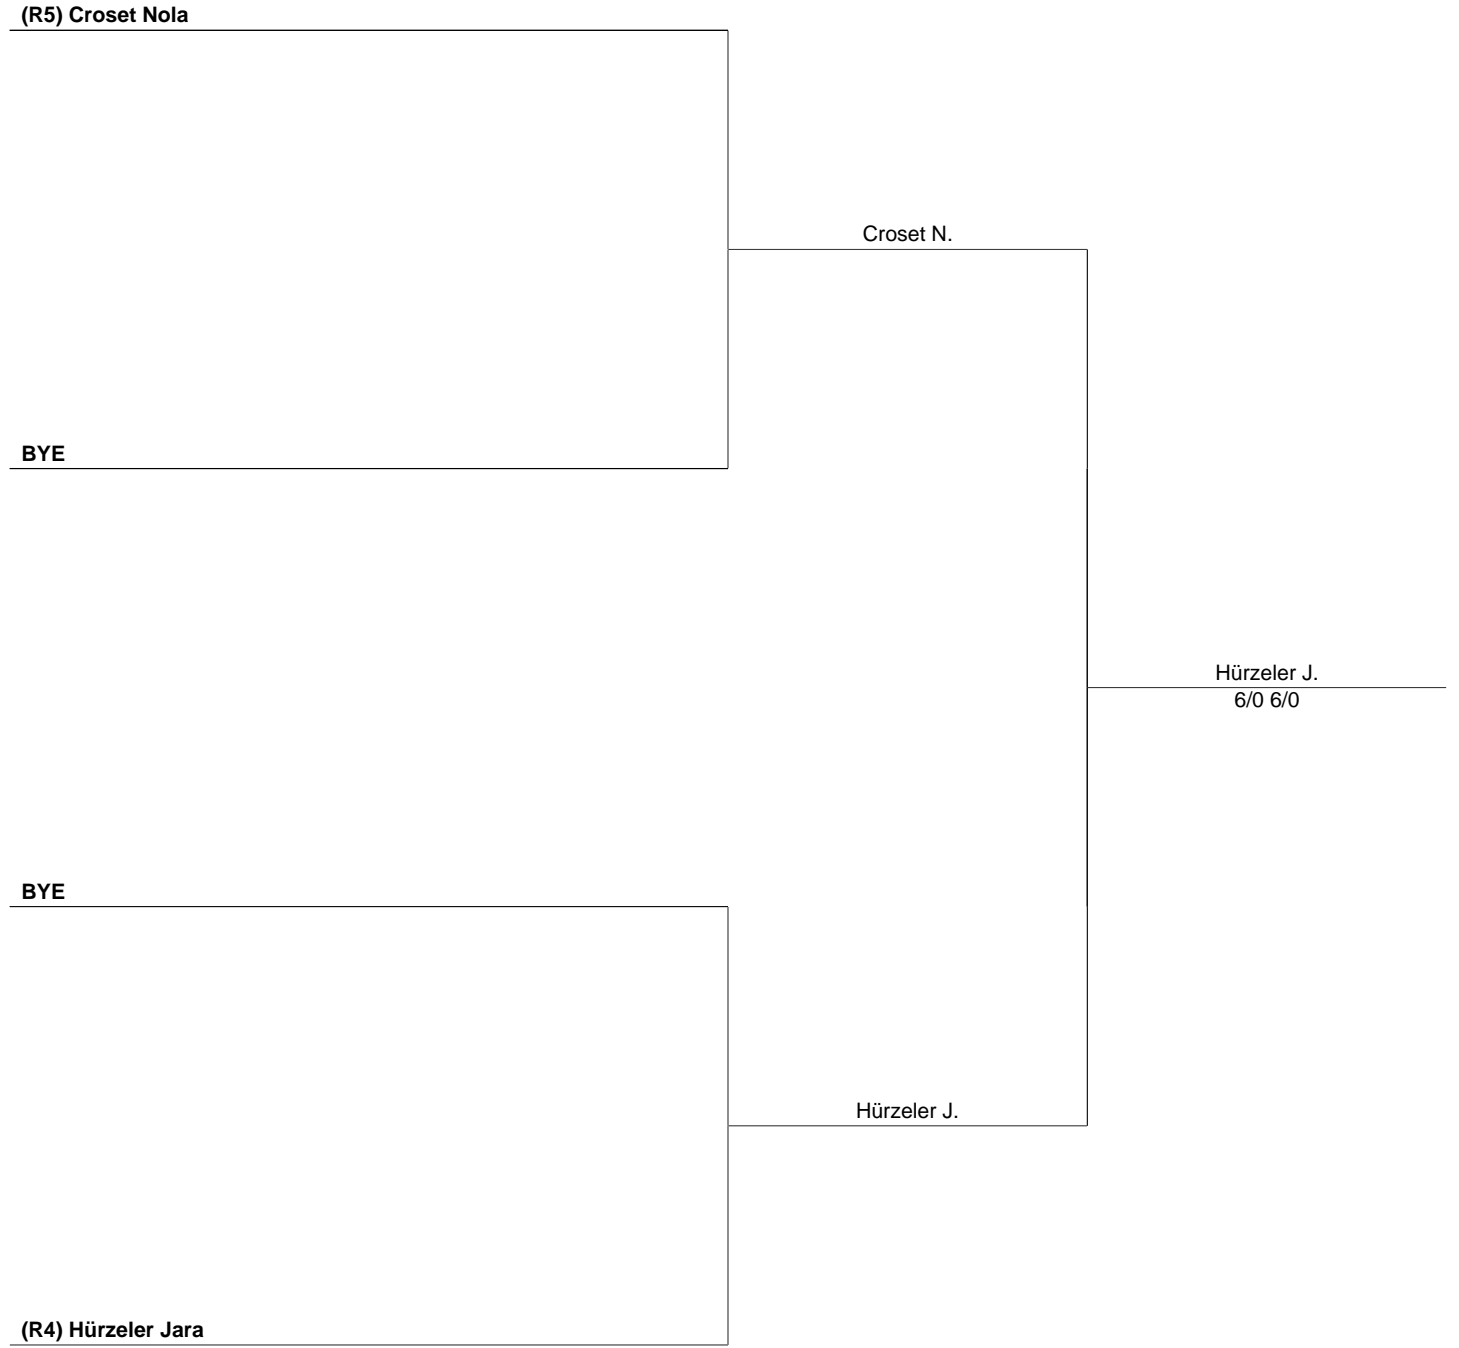 (R5) Croset Nola
Croset N.
BYE
Hürzeler J.
6/0 6/0
BYE
Hürzeler J.
(R4) Hürzeler Jara